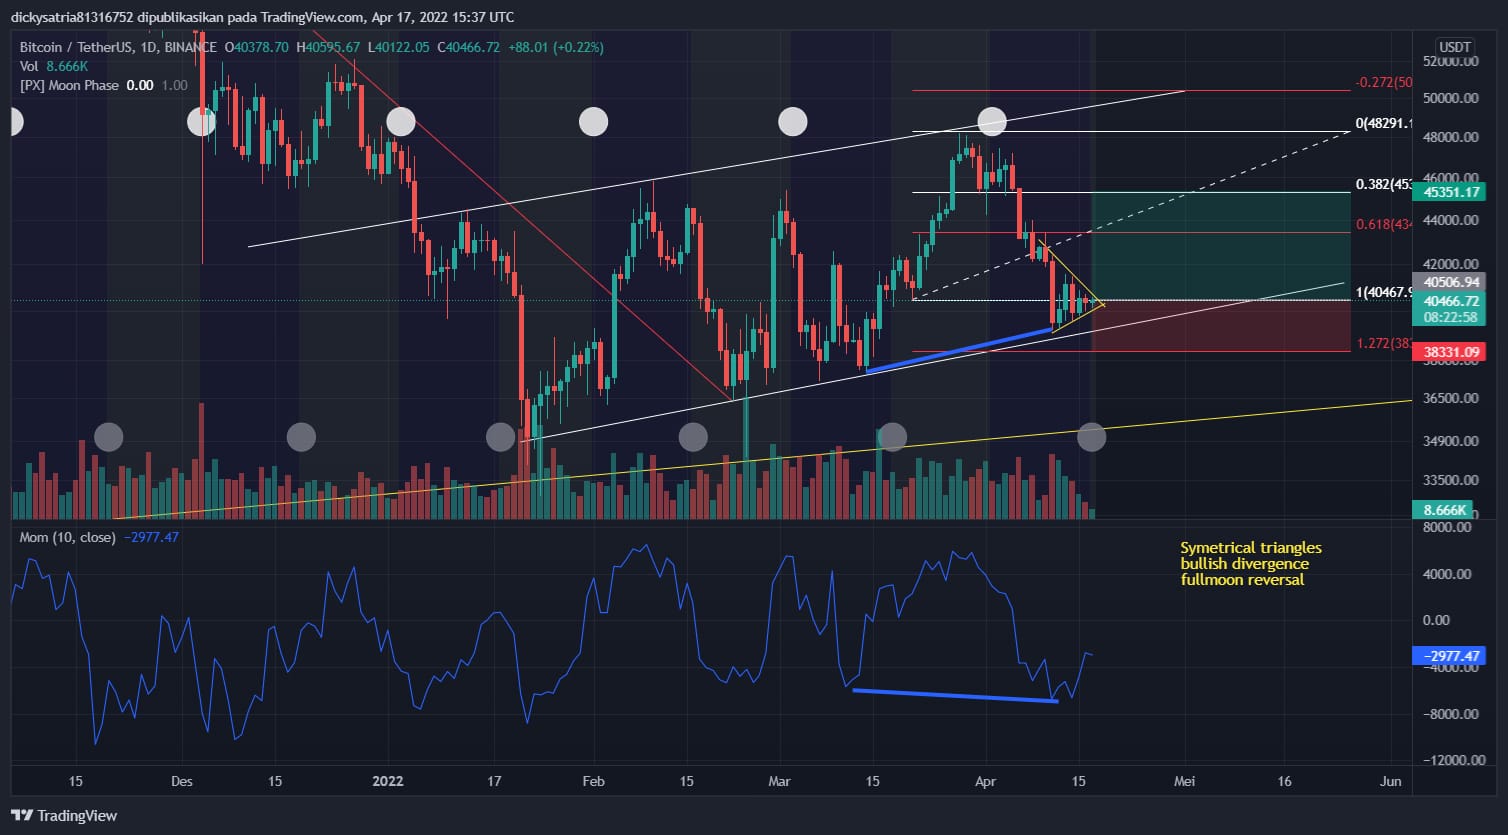 dickysatria81316752 dipublikasikan pada TradingView.com, Apr 17, 2022 15:37 UTC
Bitcoin / TetherUS, 1D, BINANCE O40378.70 H40595.67 L40122.05 C40466.72 +88.01 (+0.22%)
Vol 8.666K
[PX] Moon Phase 0.00 1.00
USDT
52000.00
-0.272(50
50000.00
0(48291.1
48000.00
46000.00
0.382(453
45351.17
44000.00
0.618(434
42000.00
40506.94
1(40467.9
40466.72
08:22:58
1.272(383
38331.09
38000.00
36500.00
34900.00
33500.00
8.666K
Mom (10, close) −2977.47
8000.00
Symetrical triangles
bullish divergence
fullmoon reversal
4000.00
0.00
−2977.47
−4000.00
−8000.00
−12000.00
15 Des 15 2022 17 Feb 15 Mar 15 Apr 15 Mei 16 Jun
TradingView